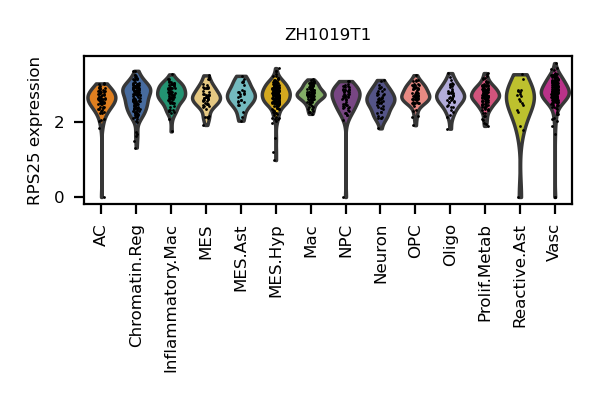 ZH1019T1
RPS25 expression
2
0
AC
Chromatin.Reg
Inflammatory.Mac
MES
MES.Ast
MES.Hyp
Mac
NPC
Neuron
OPC
Oligo
Prolif.Metab
Reactive.Ast
Vasc